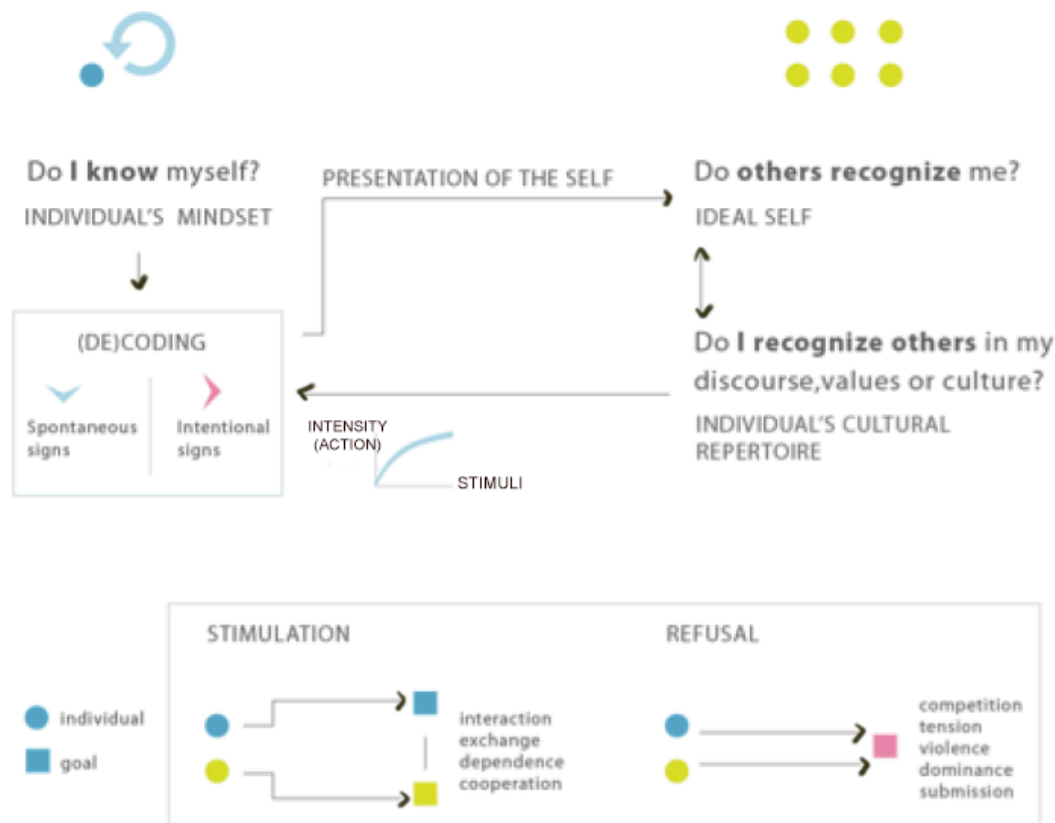 Do I know myself?
INDIVIDUAL'S MINDSET
(DE)CODING
Spontaneous
signs
Intentional
signs
PRESENTATION OF THE SELF
Do others recognize me?
IDEAL SELF
Do I recognize others in my
discourse,values or culture?
INDIVIDUAL'S CULTURAL
REPERTOIRE
INTENSITY
(ACTION)
STIMULI
individual
goal
STIMULATION
interaction
exchange
dependence
cooperation
REFUSAL
competition
tension
violence
dominance
submission